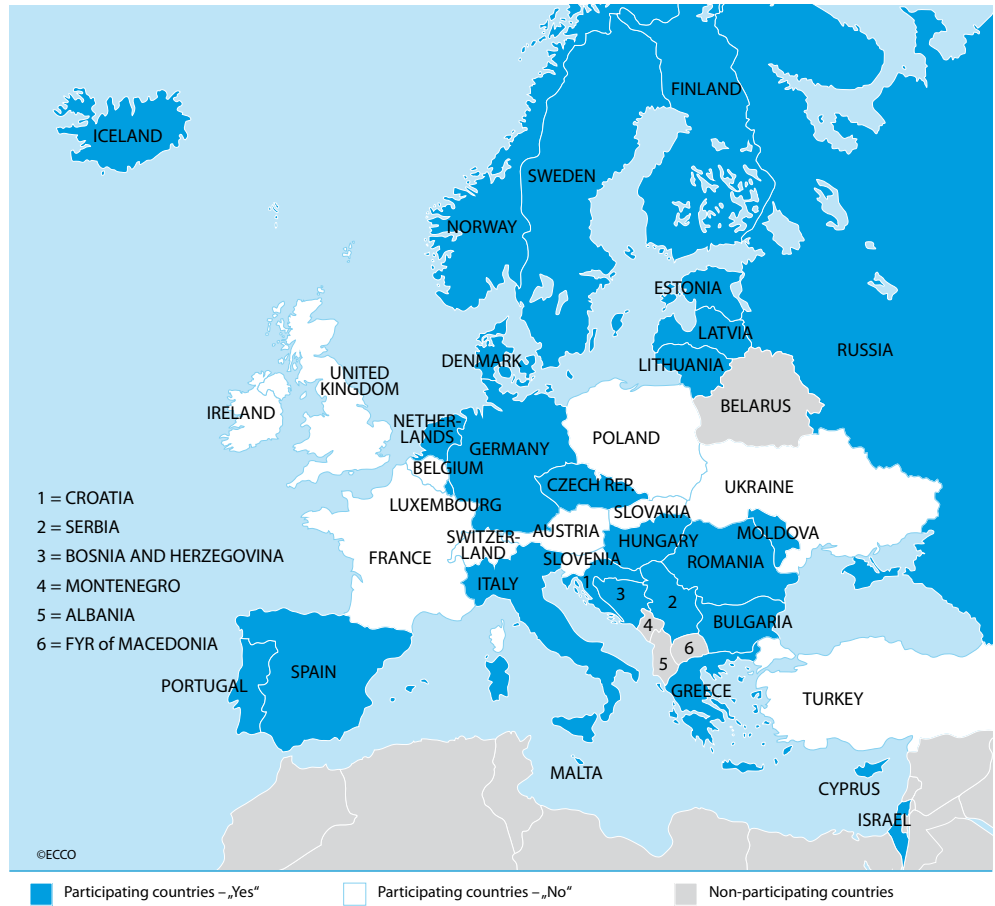 ICELAND
FINLAND
SWEDEN
NORWAY
ESTONIA
LATVIA
LITHUANIA
RUSSIA
DENMARK
UNITED
KINGDOM
IRELAND
BELARUS
NETHER-
LANDS
GERMANY
POLAND
BELGIUM
CZECH REP.
UKRAINE
LUXEMBOURG
SLOVAKIA
SWITZER-
LAND
AUSTRIA
MOLDOVA
HUNGARY
FRANCE
SLOVENIA
ROMANIA
ITALY
1
3
2
BULGARIA
4
6
5
SPAIN
PORTUGAL
GREECE
TURKEY
MALTA
CYPRUS
ISRAEL
1 = CROATIA
2 = SERBIA
3 = BOSNIA AND HERZEGOVINA
4 = MONTENEGRO
5 = ALBANIA
6 = FYR of MACEDONIA
©ECCO
Participating countries – „Yes“
Participating countries – „No“
Non-participating countries